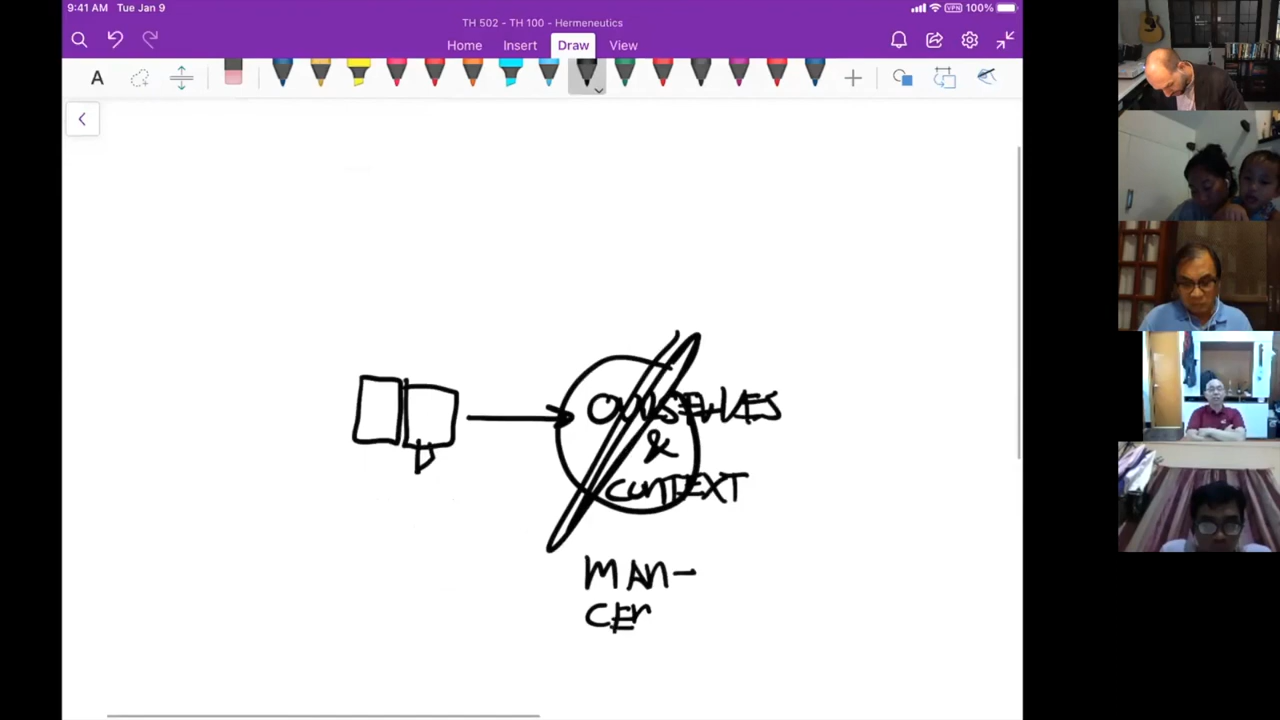 9:41 AM Tue Jan 9
VPN 100%
TH 502 - TH 100 - Hermeneutics
Home Insert Draw View
A
OURSELVES
&
CONTEXT
MAN-
CER